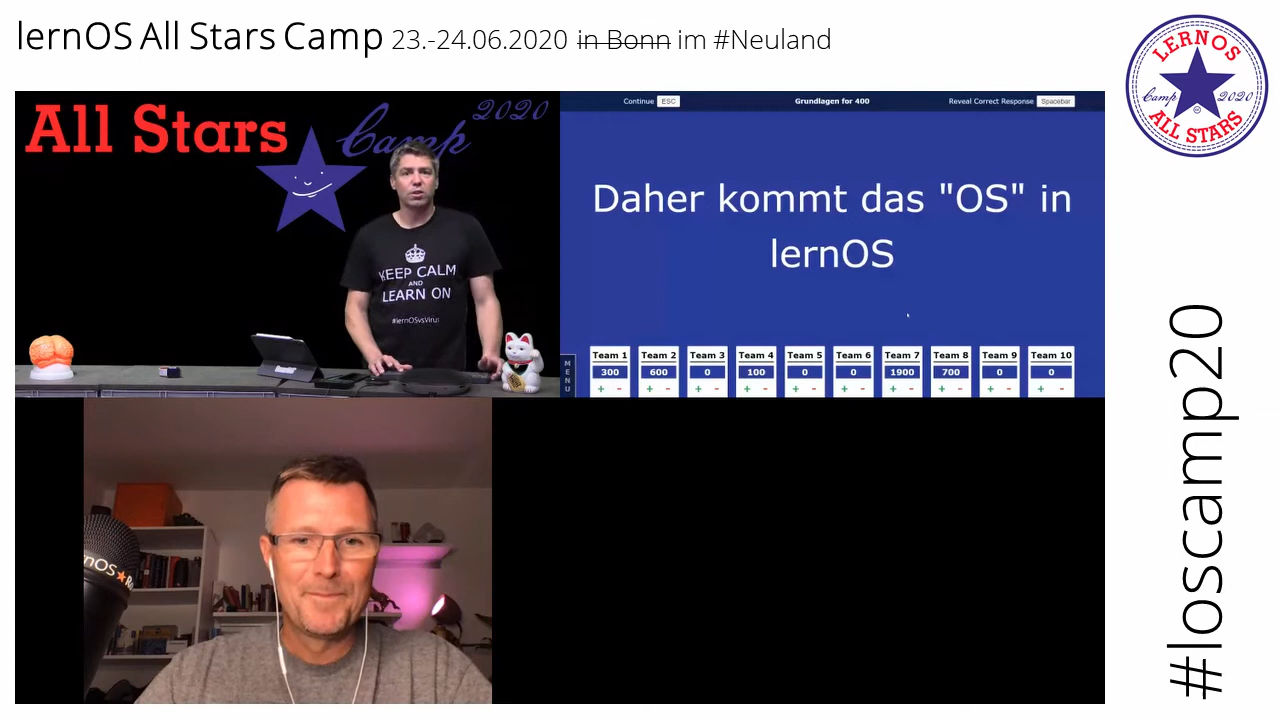 lernOS All Stars Camp 23.-24.06.2020 in Bonn im #Neuland
LERNOS
Camp 2020
ALL STARS
All Stars Camp 2020
KEEP CALM
AND
LEARN ON
#lernOSvsVirus
Continue ESC
Grundlagen for 400
Reveal Correct Response Spacebar
Daher kommt das "OS" in
lernOS
MENU
Team 1 Team 2 Team 3 Team 4 Team 5 Team 6 Team 7 Team 8 Team 9 Team 10
300 600 0 100 0 0 1900 700 0 0
+ - + - + - + - + - + - + - + - + - + -
#loscamp20